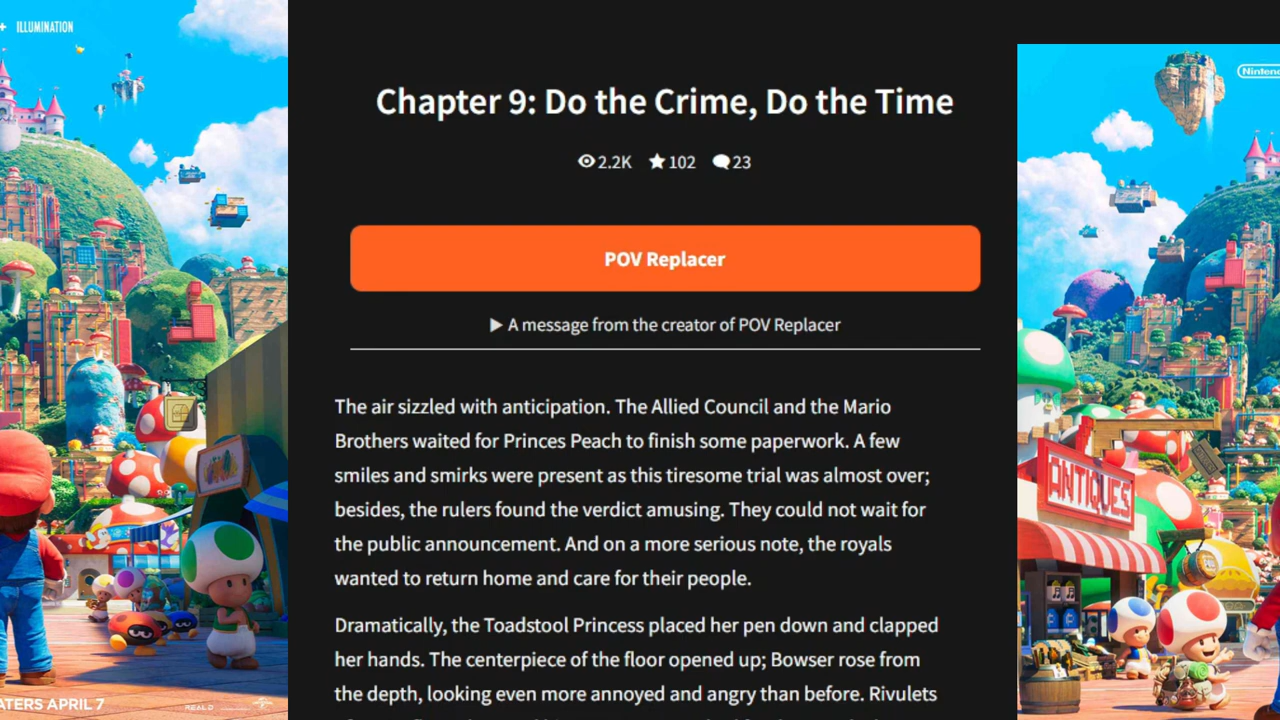 ILLUMINATION
Chapter 9: Do the Crime, Do the Time
2.2K 102 23
POV Replacer
▶ A message from the creator of POV Replacer
The air sizzled with anticipation. The Allied Council and the Mario
Brothers waited for Princes Peach to finish some paperwork. A few
smiles and smirks were present as this tiresome trial was almost over;
besides, the rulers found the verdict amusing. They could not wait for
the public announcement. And on a more serious note, the royals
wanted to return home and care for their people.
Dramatically, the Toadstool Princess placed her pen down and clapped
her hands. The centerpiece of the floor opened up; Bowser rose from
the depth, looking even more annoyed and angry than before. Rivulets
ATERS APRIL 7
REALD
Ninten
ANTIQUES